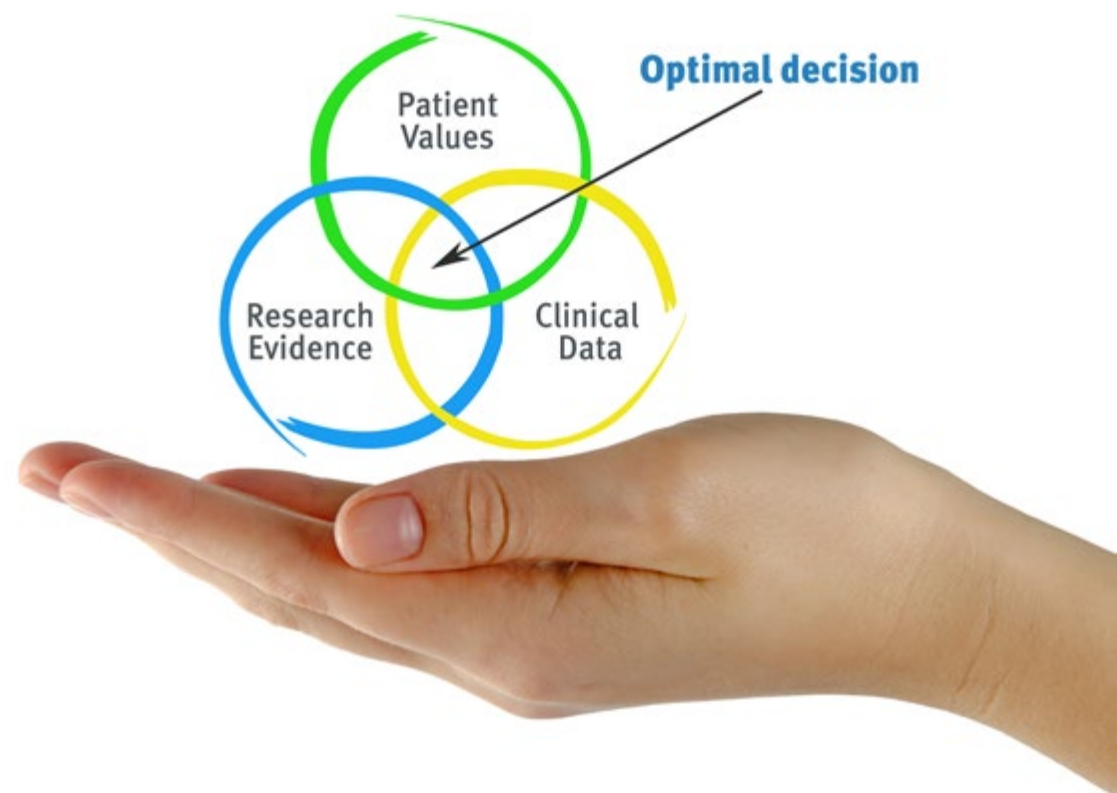 Optimal decision
Patient
Values
Research
Evidence
Clinical
Data